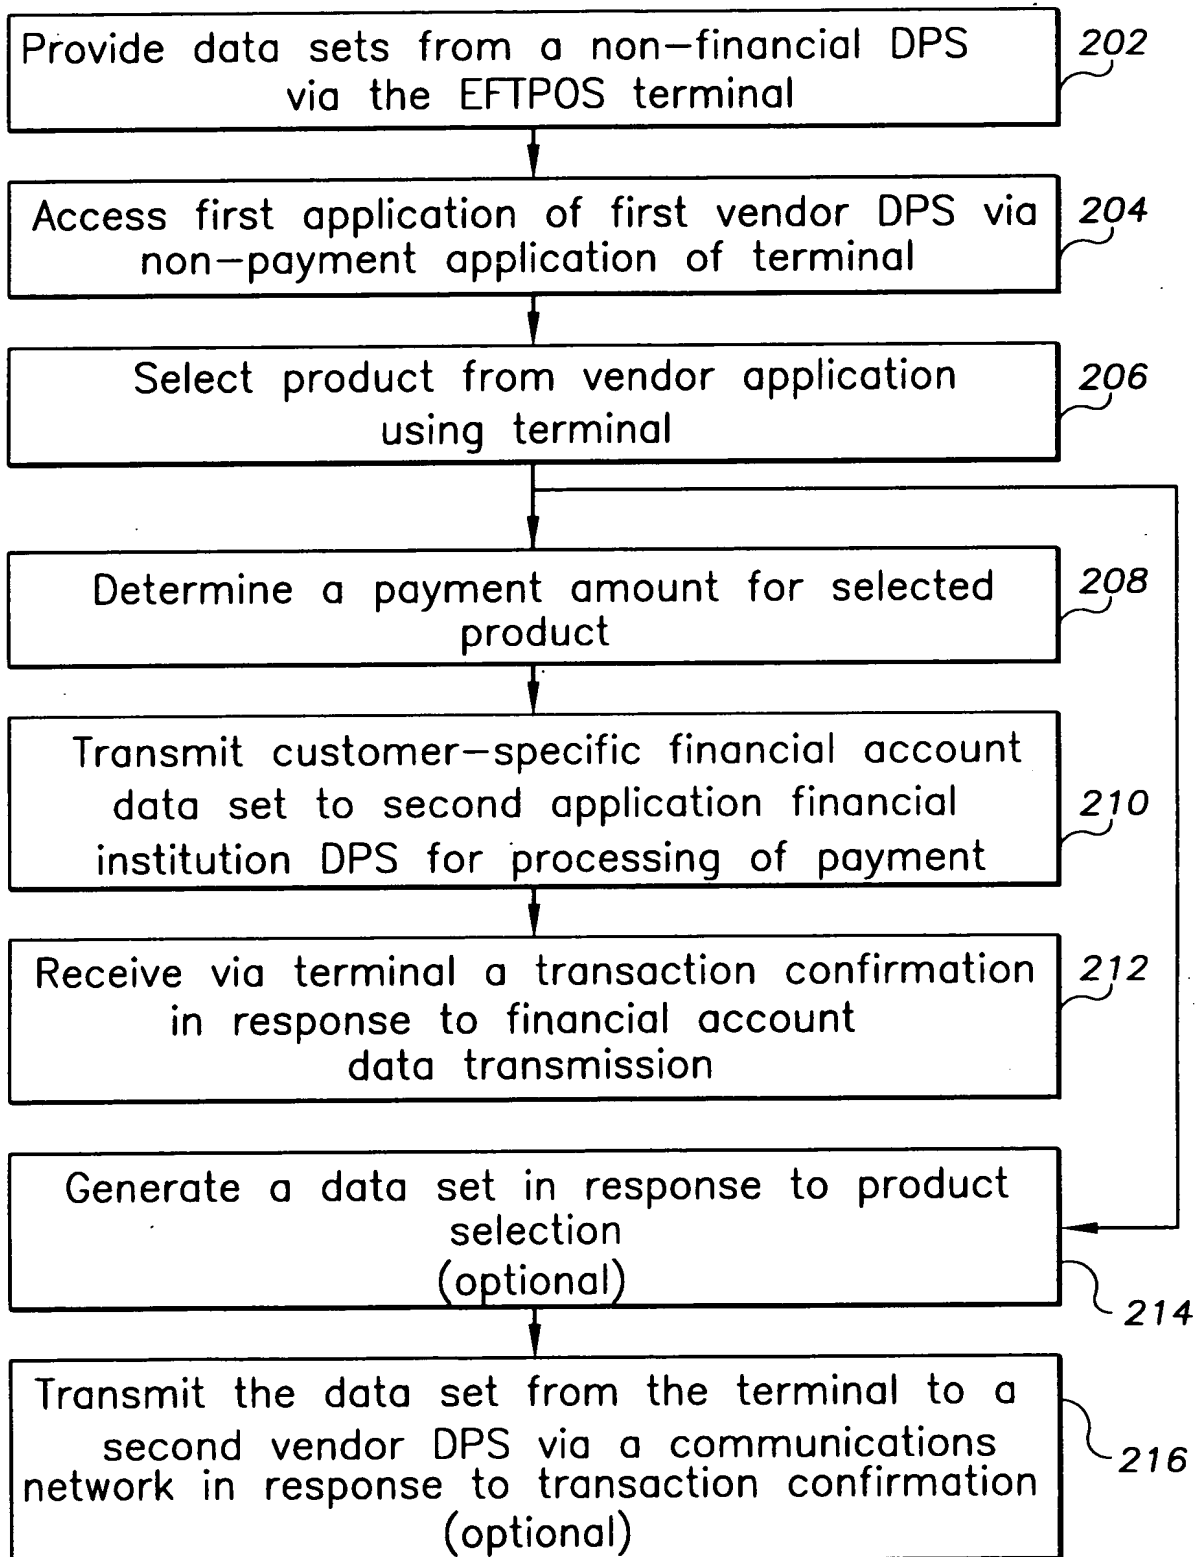 Provide data sets from a non-financial DPS
via the EFTPOS terminal
202
Access first application of first vendor DPS via
non-payment application of terminal
204
Select product from vendor application
using terminal
206
Determine a payment amount for selected
product
208
Transmit customer-specific financial account
data set to second application financial
institution DPS for processing of payment
210
Receive via terminal a transaction confirmation
in response to financial account
data transmission
212
Generate a data set in response to product
selection
(optional)
214
Transmit the data set from the terminal to a
second vendor DPS via a communications
network in response to transaction confirmation
(optional)
216